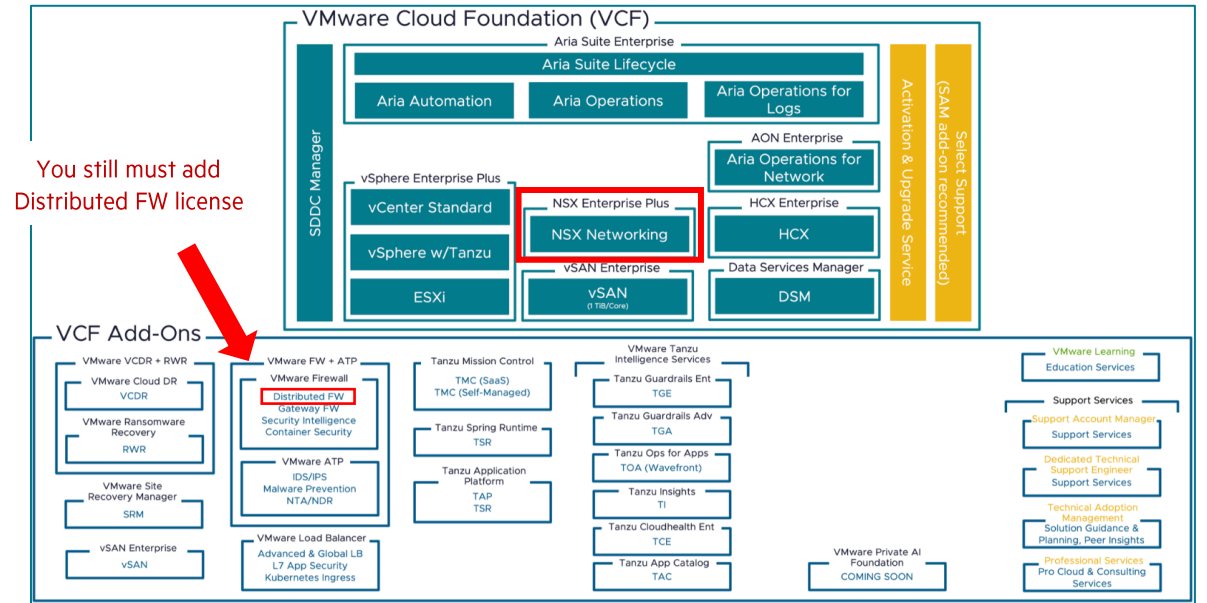 VMware Cloud Foundation (VCF)
Aria Suite Enterprise
Aria Suite Lifecycle
Aria Automation
Aria Operations
Aria Operations for
Logs
SDDC Manager
Activation & Upgrade Service
Select Support
(SAM add-on recommended)
AON Enterprise
Aria Operations for
Network
You still must add
Distributed FW license
vSphere Enterprise Plus
vCenter Standard
vSphere w/Tanzu
ESXi
NSX Enterprise Plus
NSX Networking
HCX Enterprise
HCX
vSAN Enterprise
vSAN
(1 TiB/Core)
Data Services Manager
DSM
VCF Add-Ons
VMware VCDR + RWR
VMware Cloud DR
VCDR
VMware Ransomware
Recovery
RWR
VMware Site
Recovery Manager
SRM
vSAN Enterprise
vSAN
VMware FW + ATP
VMware Firewall
Distributed FW
Gateway FW
Security Intelligence
Container Security
VMware ATP
IDS/IPS
Malware Prevention
NTA/NDR
VMware Load Balancer
Advanced & Global LB
L7 App Security
Kubernetes Ingress
Tanzu Mission Control
TMC (SaaS)
TMC (Self-Managed)
Tanzu Spring Runtime
TSR
Tanzu Application
Platform
TAP
TSR
VMware Tanzu
Intelligence Services
Tanzu Guardrails Ent
TGE
Tanzu Guardrails Adv
TGA
Tanzu Ops for Apps
TOA (Wavefront)
Tanzu Insights
TI
Tanzu Cloudhealth Ent
TCE
Tanzu App Catalog
TAC
VMware Private AI
Foundation
COMING SOON
VMware Learning
Education Services
Support Services
Support Account Manager
Support Services
Dedicated Technical
Support Engineer
Support Services
Technical Adoption
Management
Solution Guidance &
Planning, Peer Insights
Professional Services
Pro Cloud & Consulting
Services